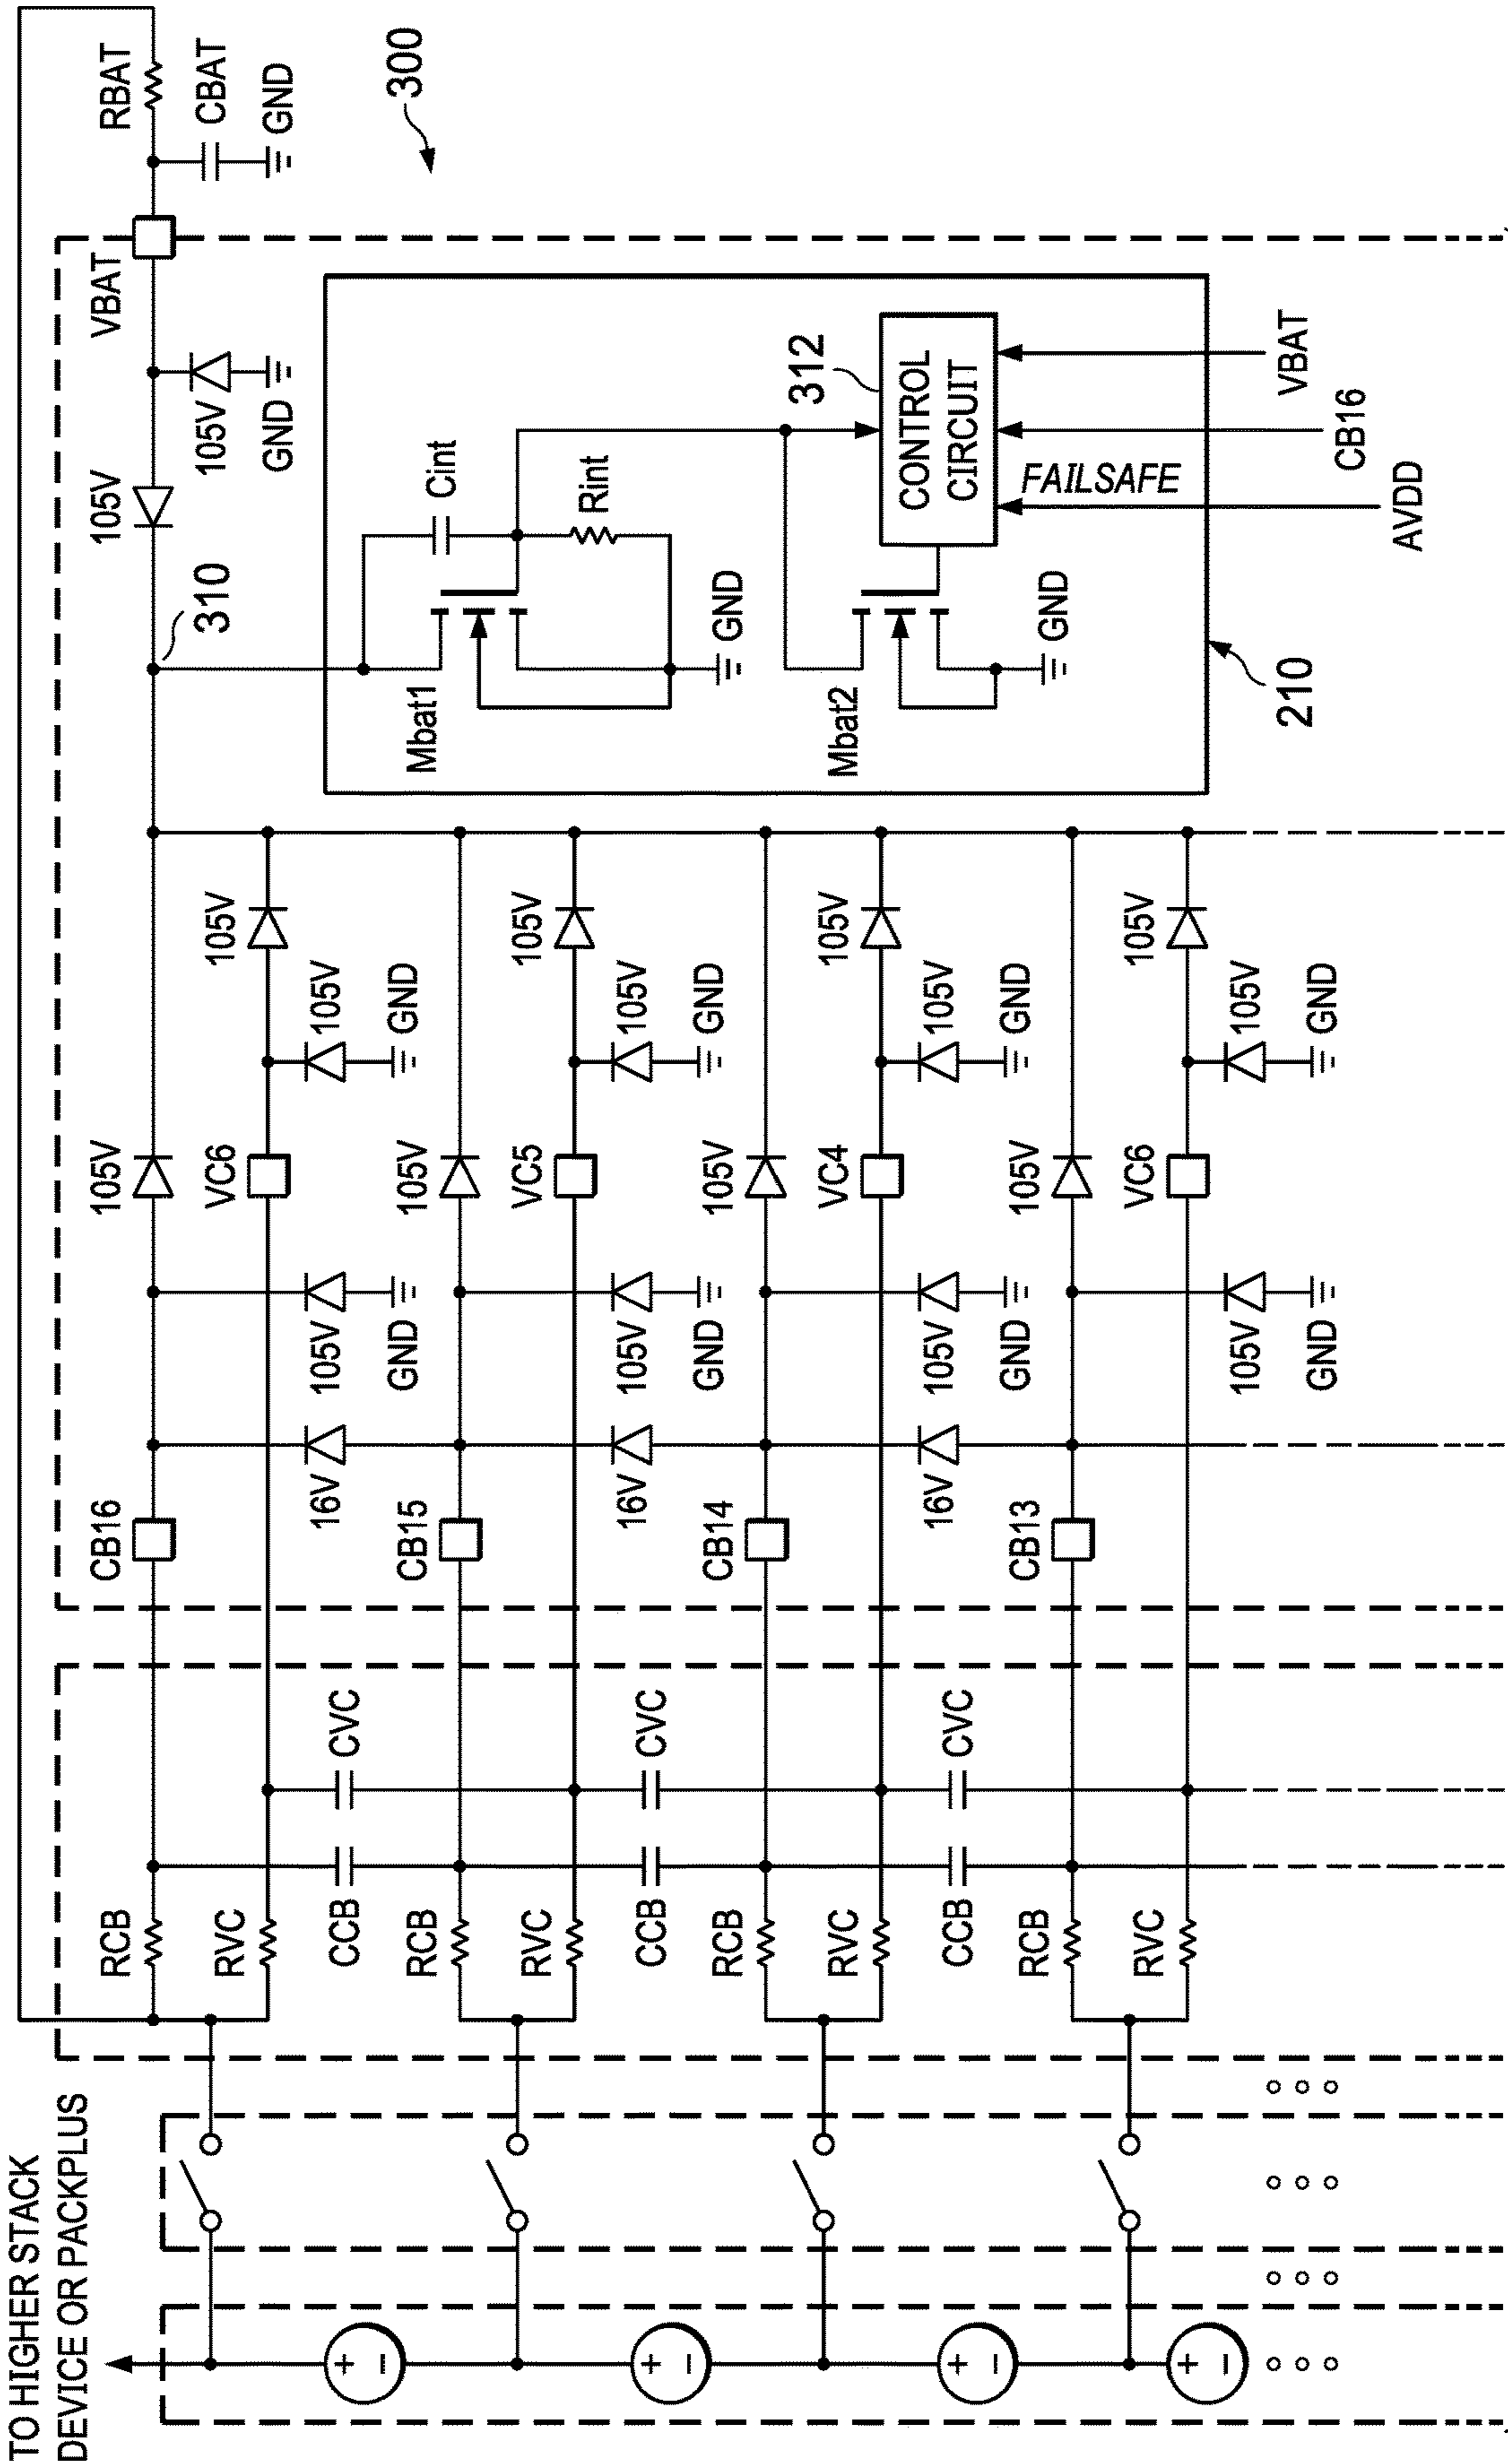 TO HIGHER STACK
DEVICE OR PACKPLUS
RBAT
CBAT
GND
300
VBAT
105V
GND
105V
310
Cint
Rint
Mbat1
GND
312
CONTROL
CIRCUIT
FAILSAFE
Mbat2
GND
VBAT
CB16
AVDD
210
RCB
CB16
105V
105V
GND
RVC
VC6
105V
105V
GND
CCB
CVC
16V
RCB
CB15
105V
105V
GND
RVC
VC5
105V
105V
GND
CCB
CVC
16V
RCB
CB14
105V
105V
GND
RVC
VC4
105V
105V
GND
CCB
CVC
16V
RCB
CB13
105V
105V
GND
RVC
VC6
105V
105V
GND
+ -
+ -
+ -
+ -